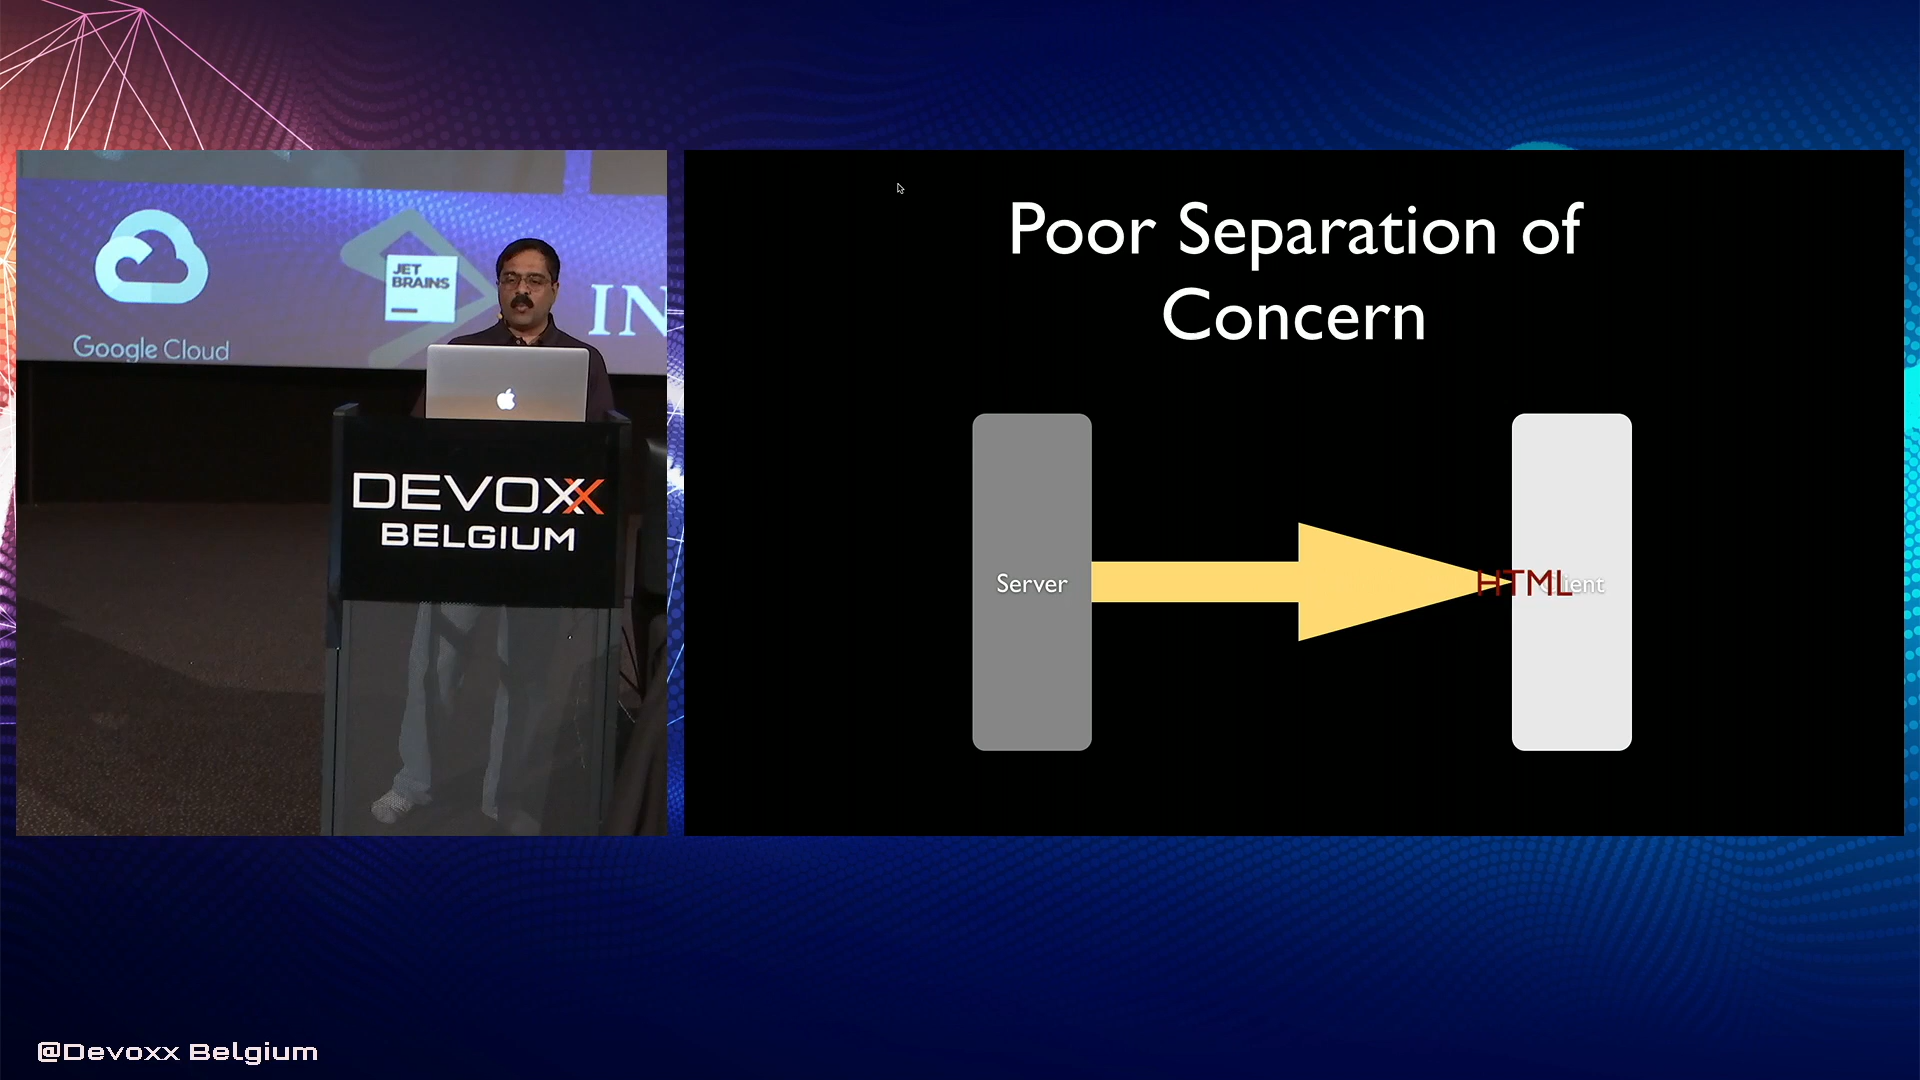 Google Cloud
JET
BRAINS
IN
DEVOXX
BELGIUM
Poor Separation of
Concern
Server
HTML
@Devoxx Belgium